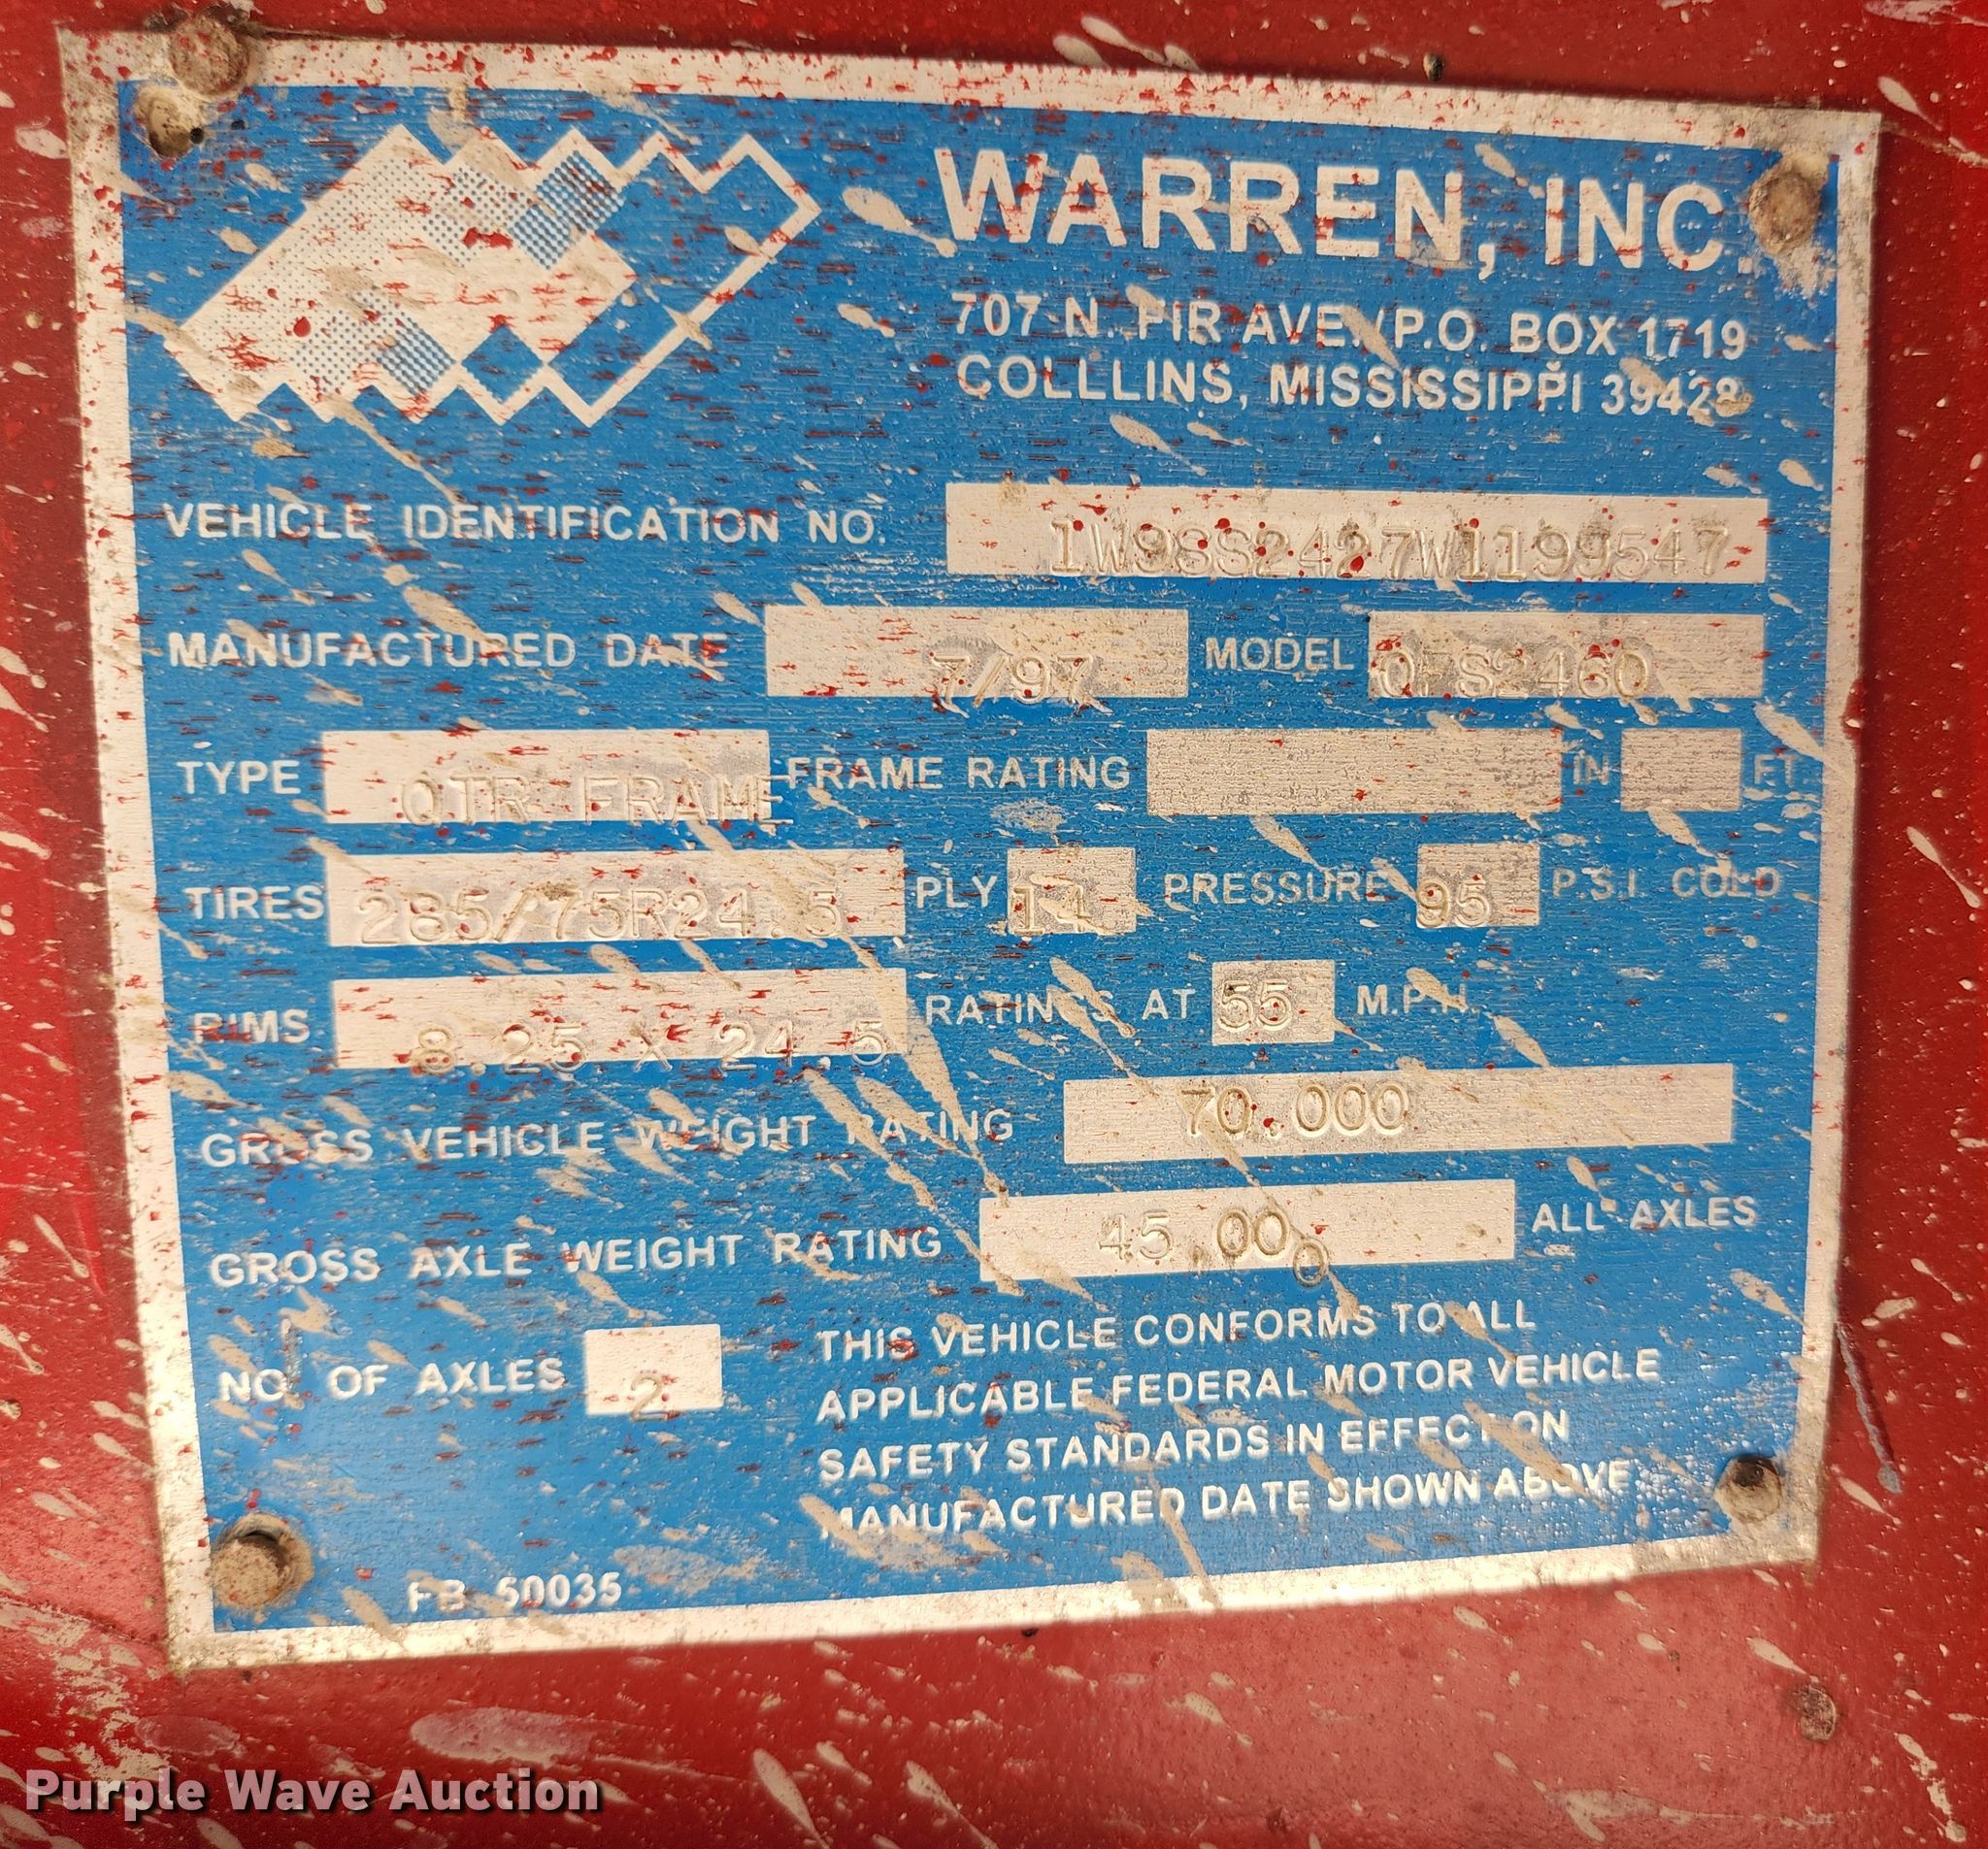 WARREN, INC.
707 N. FIR AVE./P.O. BOX 1719
COLLLINS, MISSISSIPPI 39428
VEHICLE IDENTIFICATION NO. 1W9SS2427W1199547
MANUFACTURED DATE 7/97 MODEL QFS2460
TYPE QTR FRAME FRAME RATING IN FT.
TIRES 285/75R24.5 PLY 14 PRESSURE 95 P.S.I. COLD
RIMS 8.25 X 24.5 RATINGS AT 55 M.P.H.
GROSS VEHICLE WEIGHT RATING 70.000
GROSS AXLE WEIGHT RATING 45.000 ALL AXLES
NO. OF AXLES 2
THIS VEHICLE CONFORMS TO ALL
APPLICABLE FEDERAL MOTOR VEHICLE
SAFETY STANDARDS IN EFFECT ON
MANUFACTURED DATE SHOWN ABOVE
50035
Purple Wave Auction